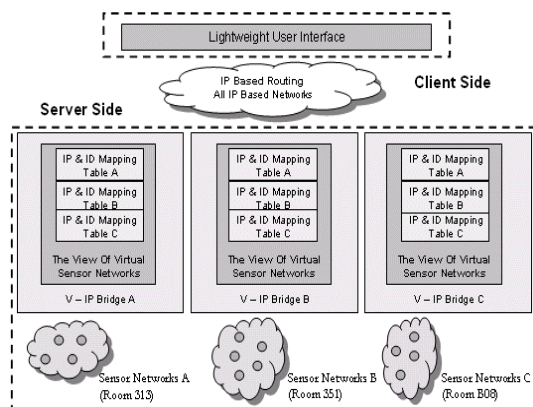 Lightweight User Interface
IP Based Routing
All IP Based Networks
Client Side
Server Side
IP & ID Mapping
Table A
IP & ID Mapping
Table B
IP & ID Mapping
Table C
The View Of Virtual
Sensor Networks
V – IP Bridge A
IP & ID Mapping
Table A
IP & ID Mapping
Table B
IP & ID Mapping
Table C
The View Of Virtual
Sensor Networks
V – IP Bridge B
IP & ID Mapping
Table A
IP & ID Mapping
Table B
IP & ID Mapping
Table C
The View Of Virtual
Sensor Networks
V – IP Bridge C
Sensor Networks A
(Room 313)
Sensor Networks B
(Room 351)
Sensor Networks C
(Room B08)